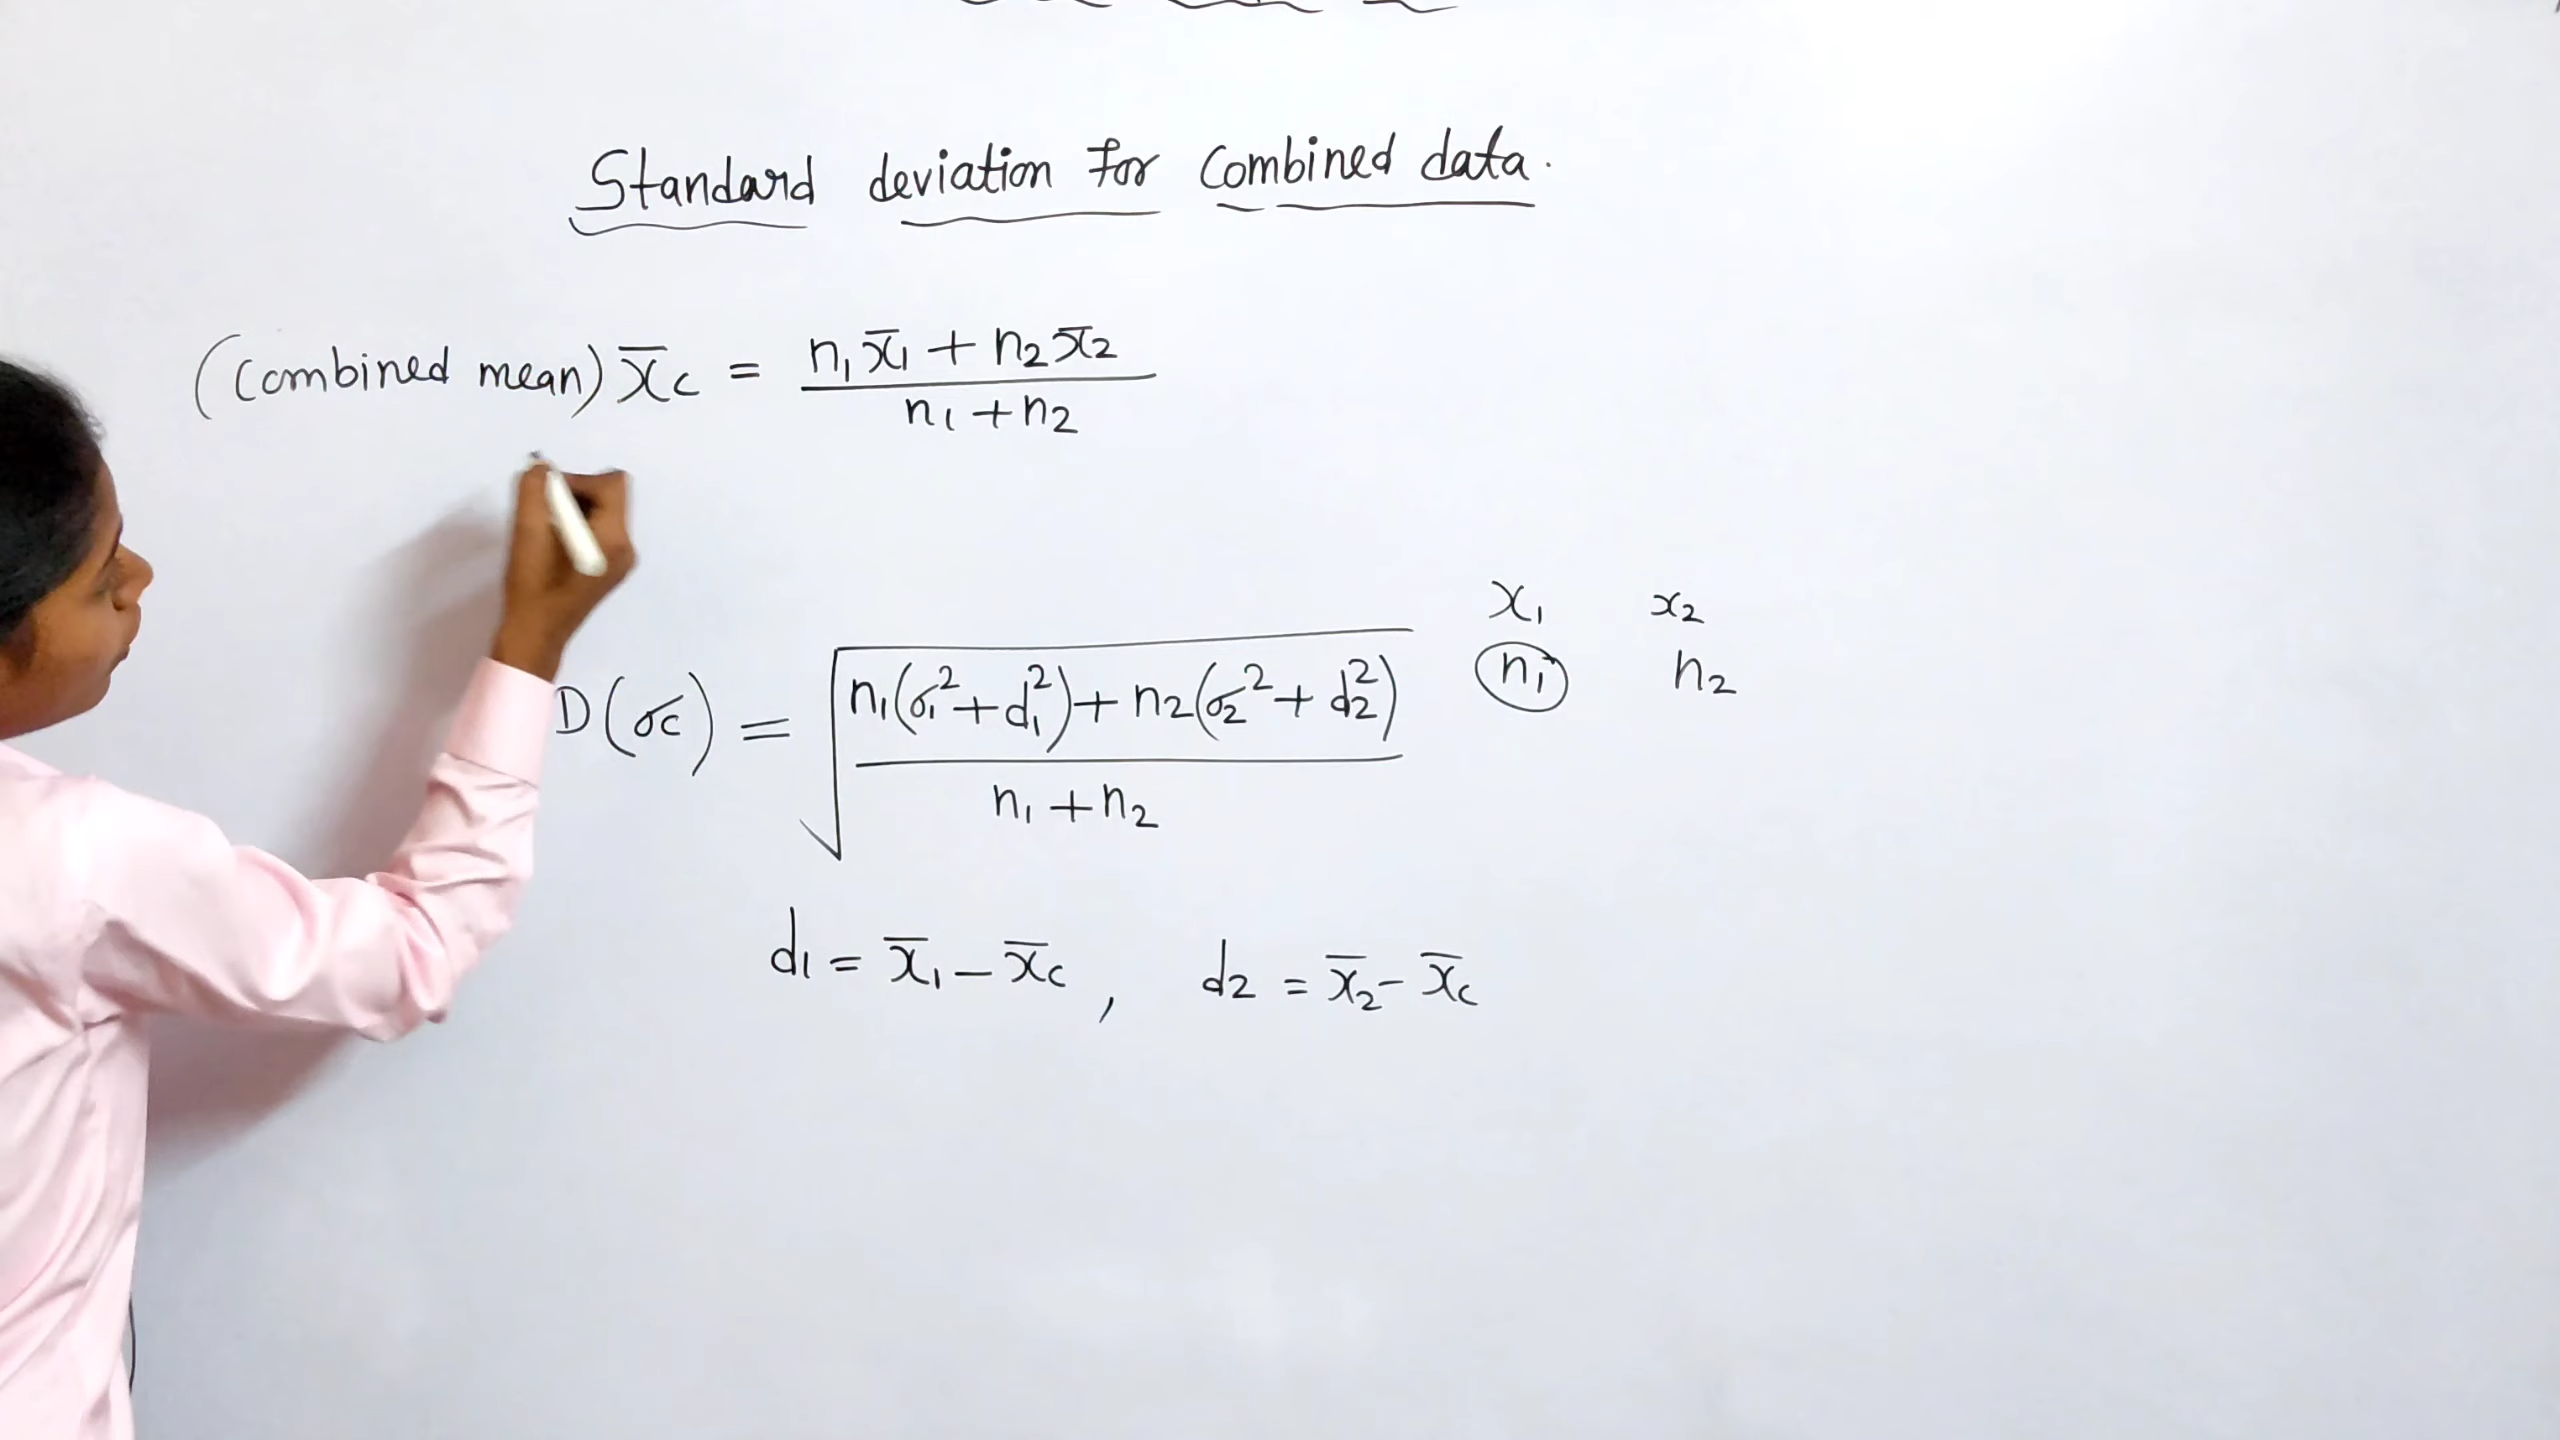 Standard deviation for combined data.
(Combined mean) x̄c = (n₁x̄₁ + n₂x̄₂) / (n₁ + n₂)
x₁ x₂
n₁ n₂
D(σc) = √((n₁(σ₁² + d₁²) + n₂(σ₂² + d₂²)) / (n₁ + n₂))
d₁ = x̄₁ − x̄c , d₂ = x̄₂ − x̄c